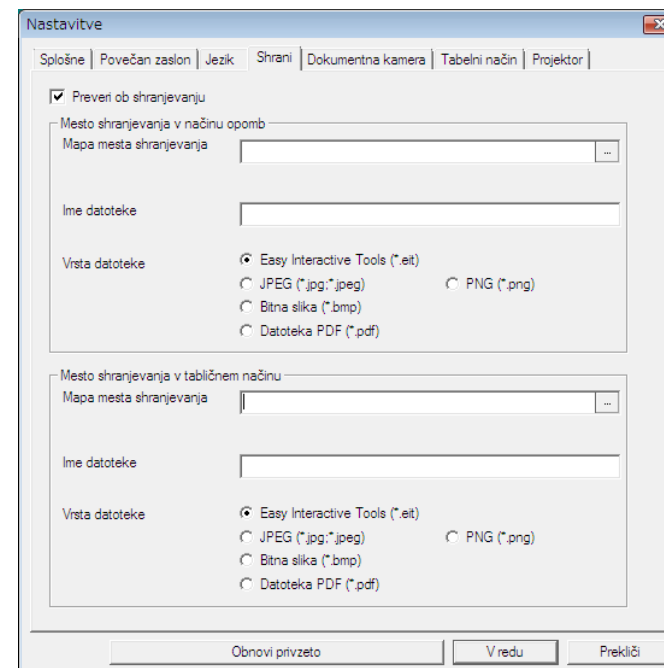 Nastavitve
Splošne Povečan zaslon Jezik Shrani Dokumentna kamera Tabelni način Projektor
Preveri ob shranjevanju
Mesto shranjevanja v načinu opomb
Mapa mesta shranjevanja ...
Ime datoteke
Vrsta datoteke Easy Interactive Tools (*.eit)
JPEG (*.jpg;*.jpeg) PNG (*.png)
Bitna slika (*.bmp)
Datoteka PDF (*.pdf)
Mesto shranjevanja v tabličnem načinu
Mapa mesta shranjevanja ...
Ime datoteke
Vrsta datoteke Easy Interactive Tools (*.eit)
JPEG (*.jpg;*.jpeg) PNG (*.png)
Bitna slika (*.bmp)
Datoteka PDF (*.pdf)
Obnovi privzeto V redu Prekliči